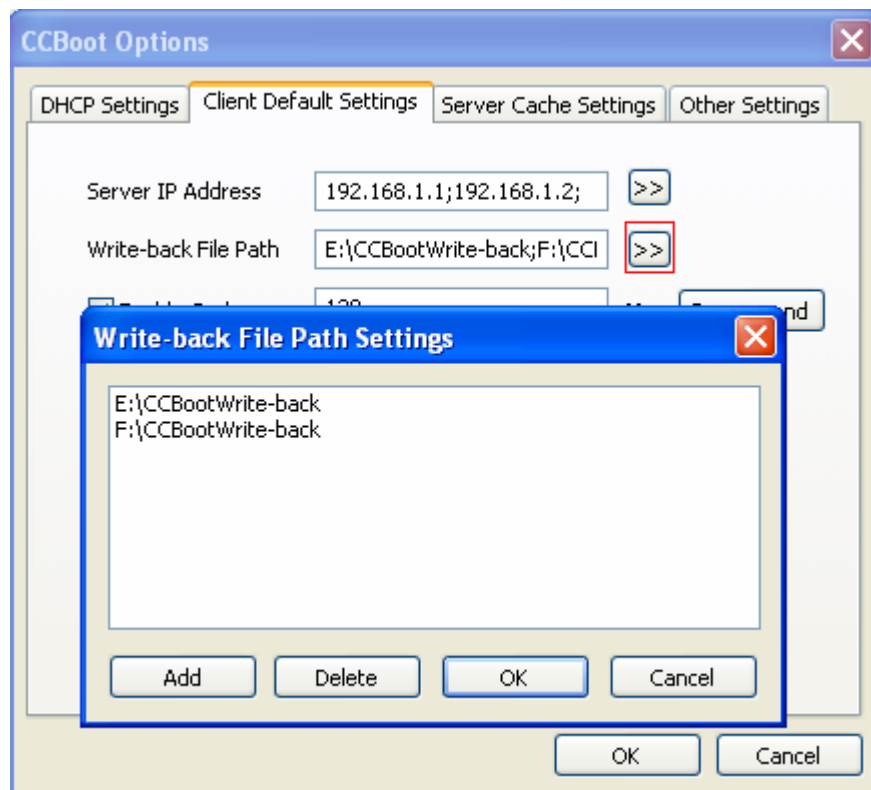 CCBoot Options
DHCP Settings Client Default Settings Server Cache Settings Other Settings
Server IP Address 192.168.1.1;192.168.1.2; >>
Write-back File Path E:\CCBootWrite-back;F:\CCI >>
Write-back File Path Settings
E:\CCBootWrite-back
F:\CCBootWrite-back
Add Delete OK Cancel
OK Cancel